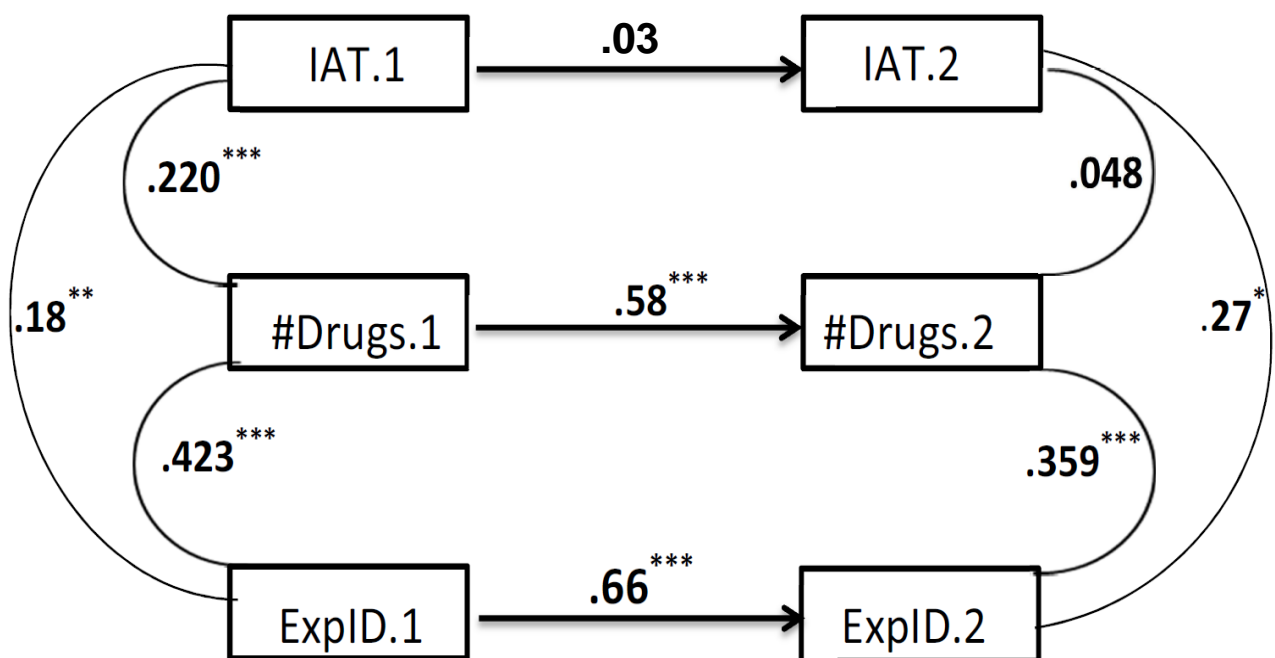 IAT.1
.03
IAT.2
.220***
.048
.18**
#Drugs.1
.58***
#Drugs.2
.27*
.423***
.359***
ExpID.1
.66***
ExpID.2